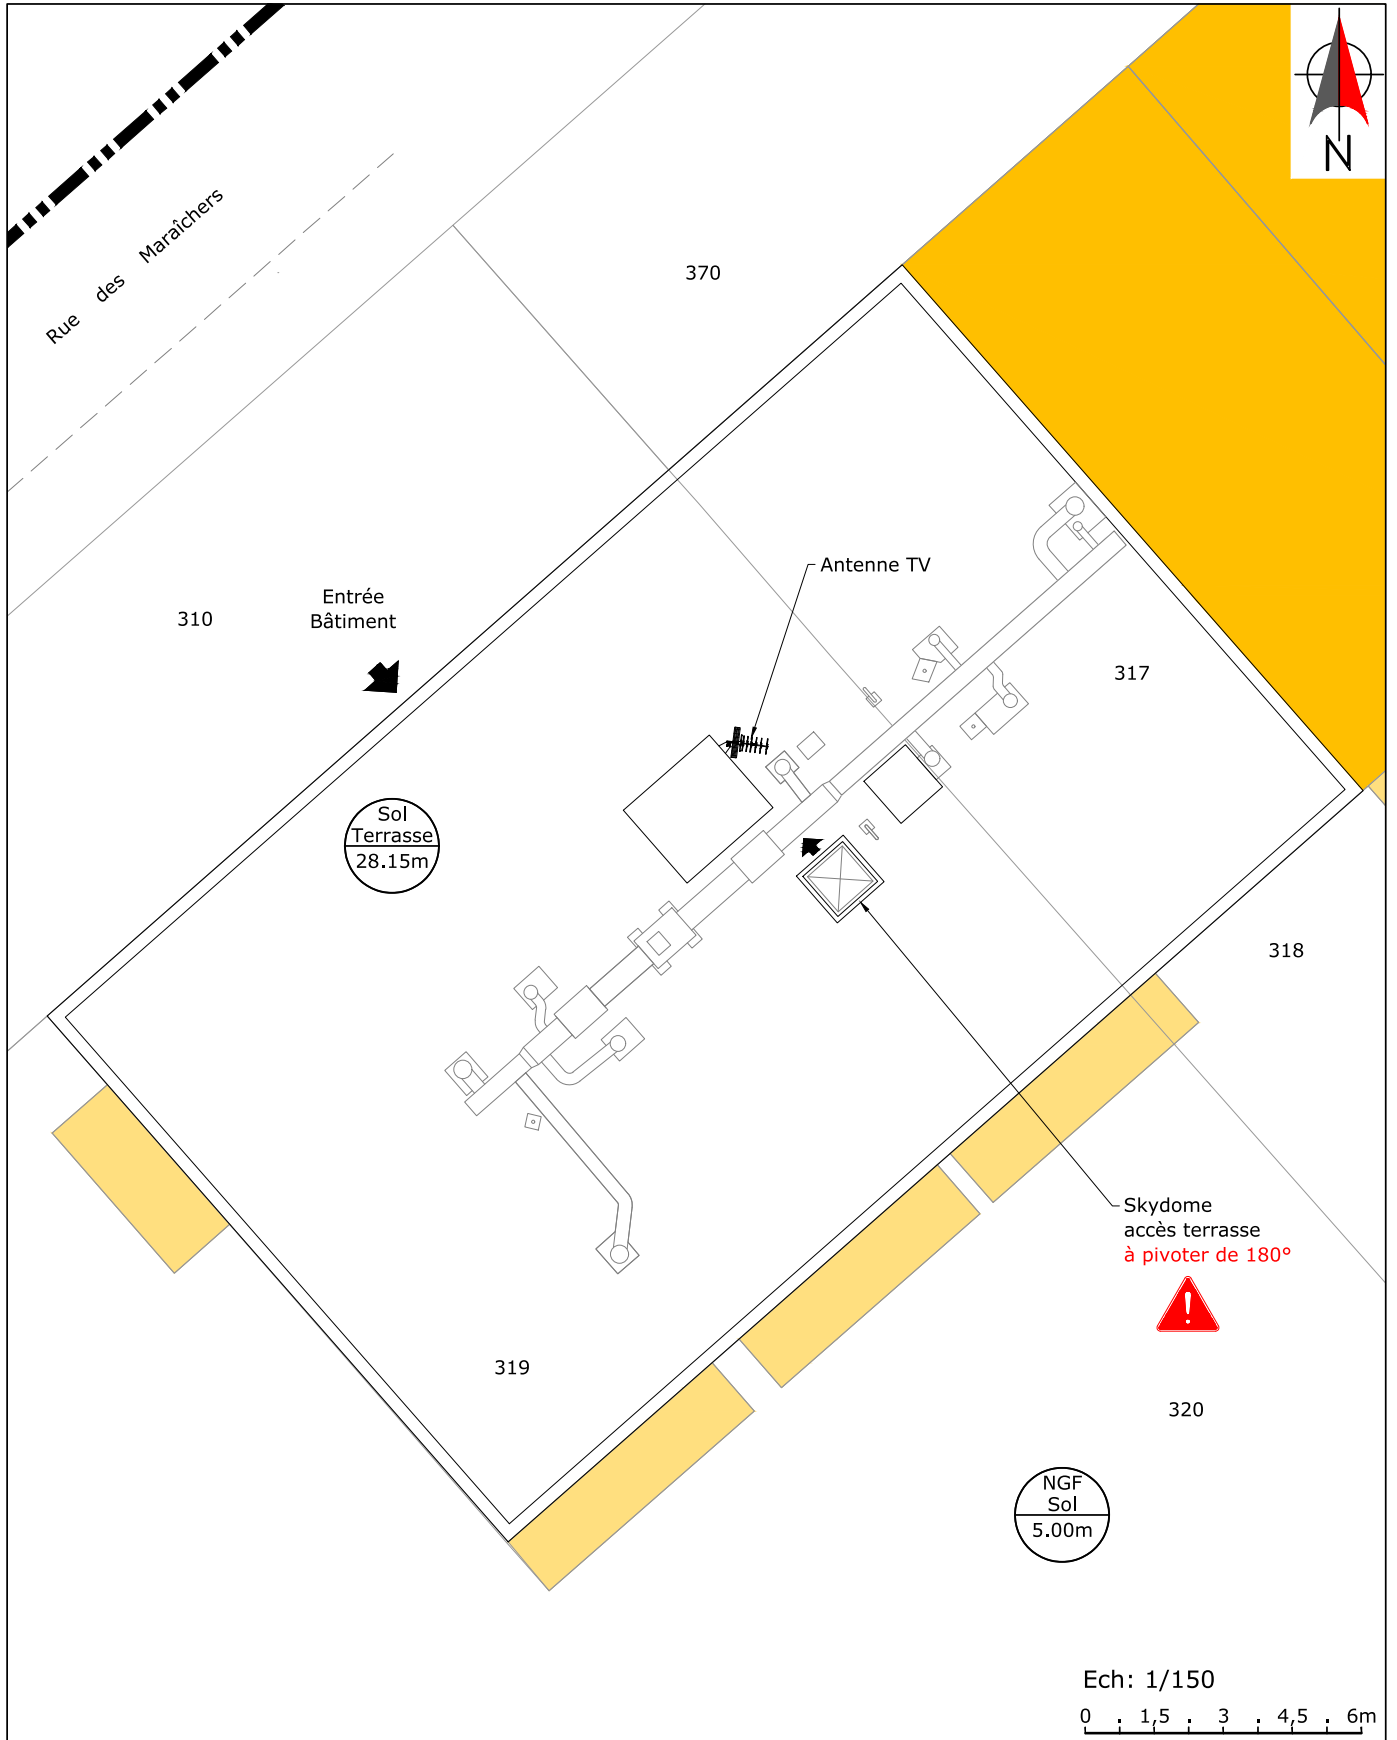 N
Rue des Maraîchers
370
Antenne TV
Entrée
Bâtiment
310
317
Sol
Terrasse
28.15m
318
Skydome
accès terrasse
à pivoter de 180°
!
319
320
NGF
Sol
5.00m
Ech: 1/150
0 . 1,5 . 3 . 4,5 . 6m